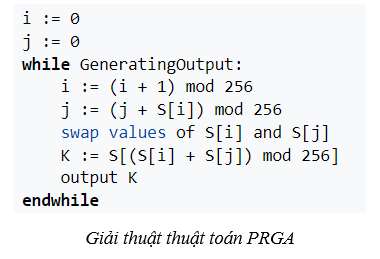 i := 0
j := 0
while GeneratingOutput:
    i := (i + 1) mod 256
    j := (j + S[i]) mod 256
    swap values of S[i] and S[j]
    K := S[(S[i] + S[j]) mod 256]
    output K
endwhile
Giải thuật thuật toán PRGA